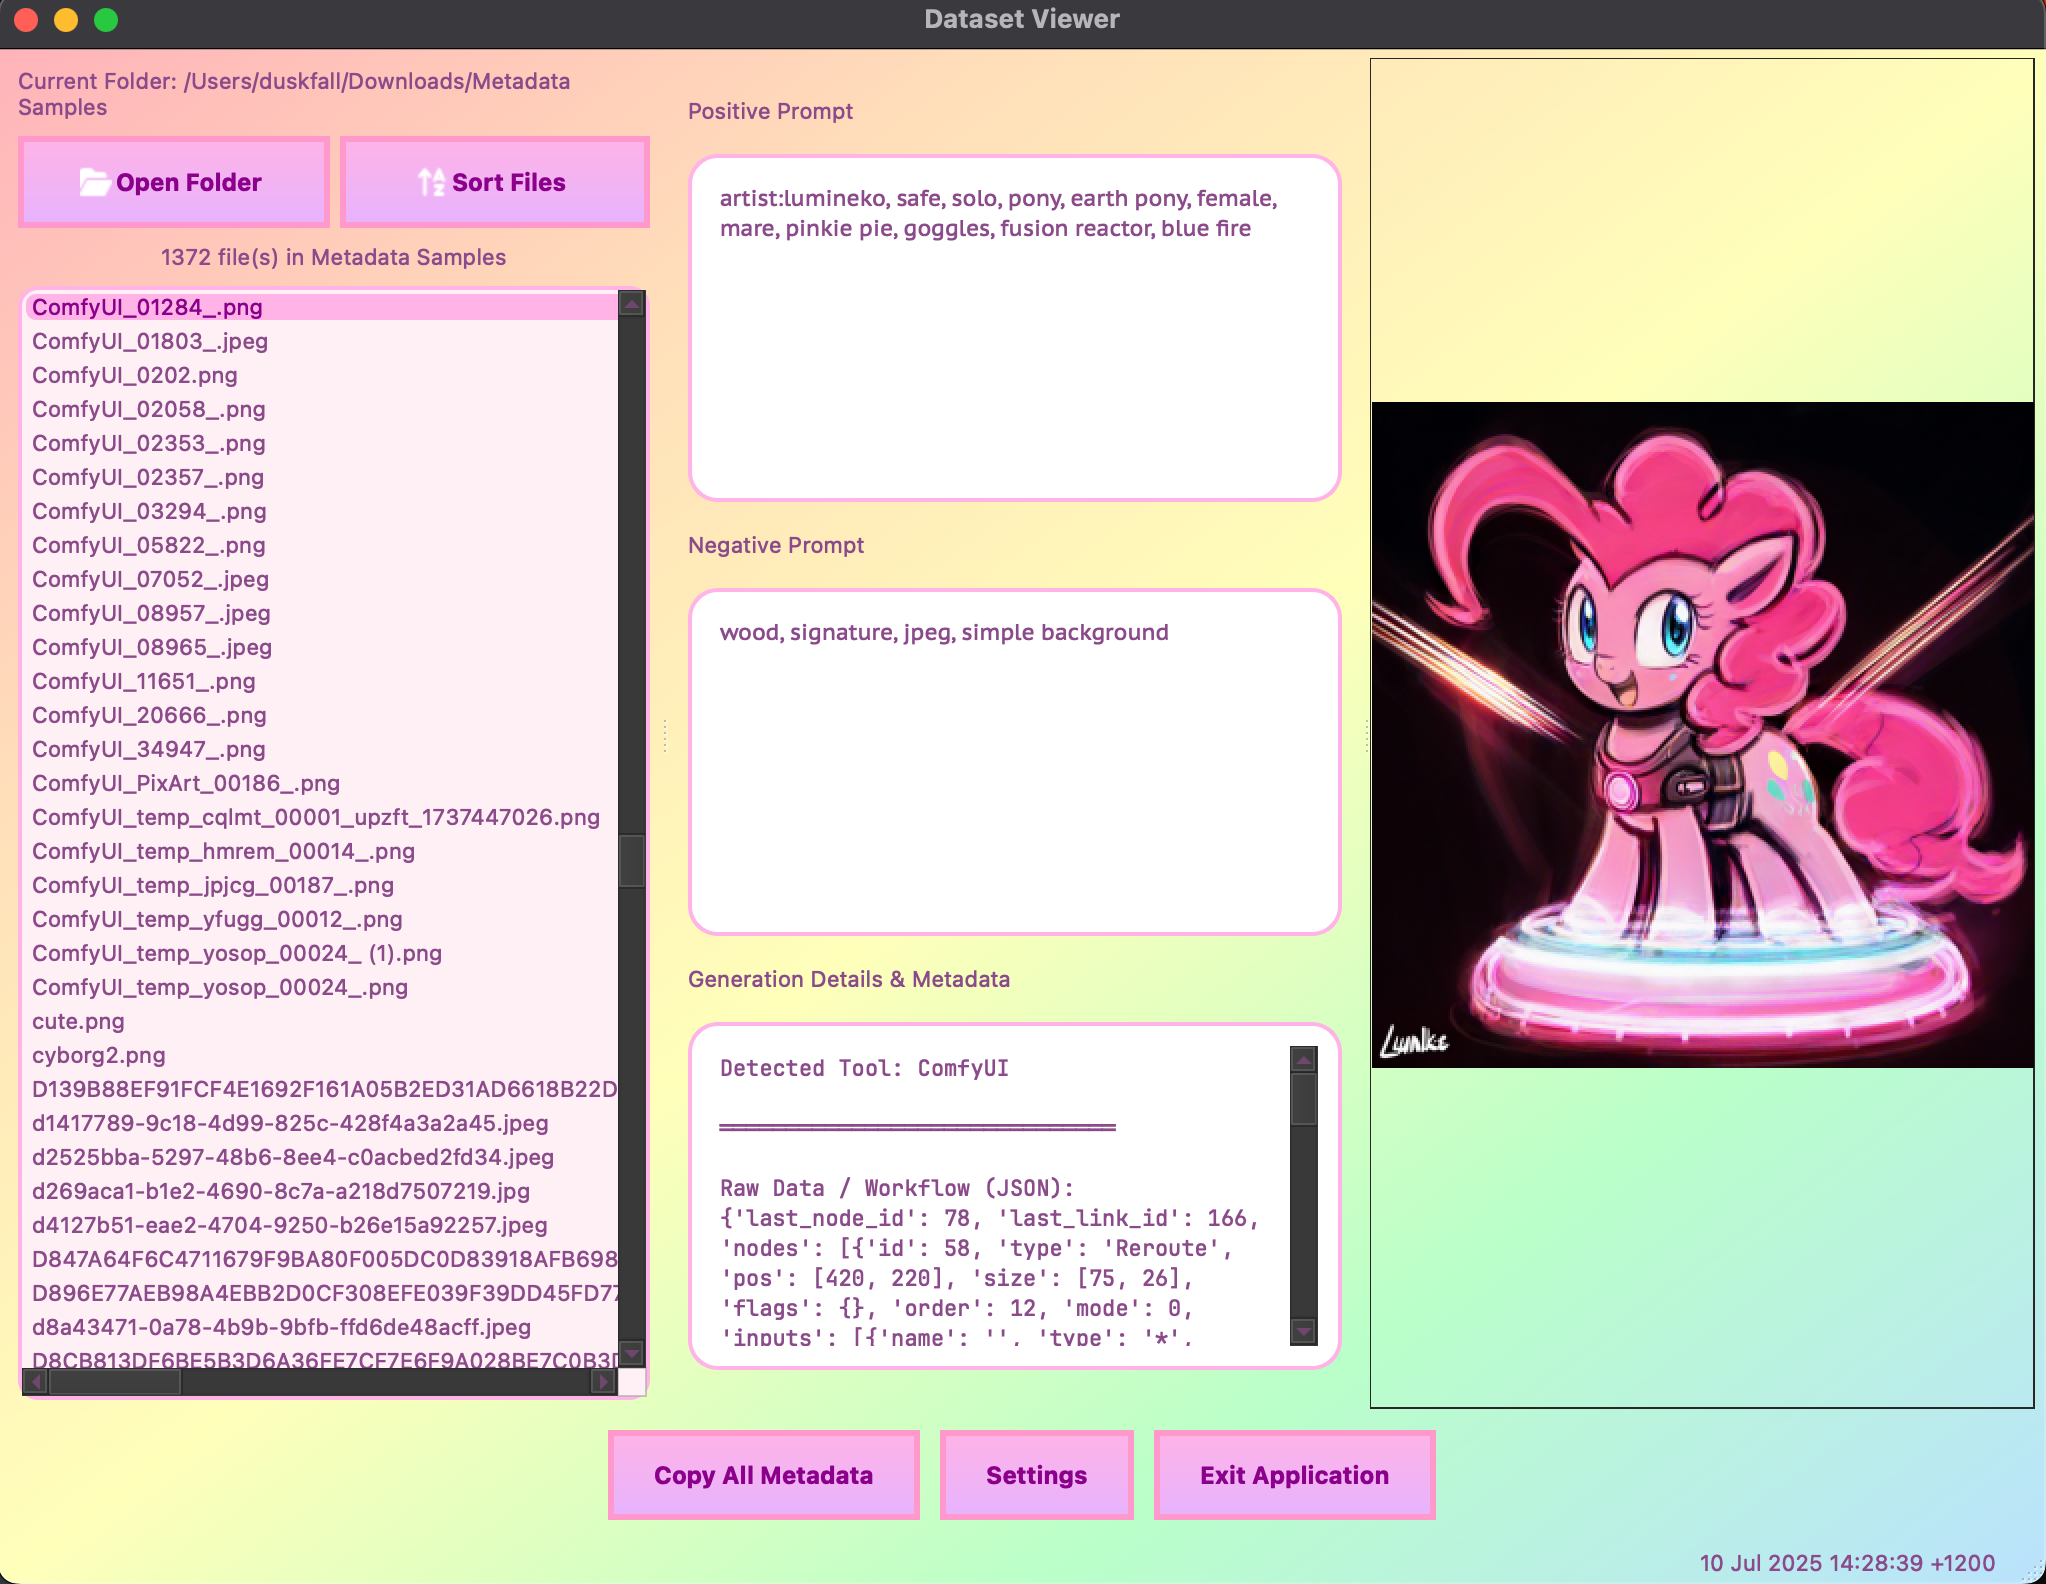 Dataset Viewer
Current Folder: /Users/duskfall/Downloads/Metadata
Samples
Open Folder
Sort Files
1372 file(s) in Metadata Samples
ComfyUI_01284_.png
ComfyUI_01803_.jpeg
ComfyUI_0202.png
ComfyUI_02058_.png
ComfyUI_02353_.png
ComfyUI_02357_.png
ComfyUI_03294_.png
ComfyUI_05822_.png
ComfyUI_07052_.jpeg
ComfyUI_08957_.jpeg
ComfyUI_08965_.jpeg
ComfyUI_11651_.png
ComfyUI_20666_.png
ComfyUI_34947_.png
ComfyUI_PixArt_00186_.png
ComfyUI_temp_cqlmt_00001_upzft_1737447026.png
ComfyUI_temp_hmrem_00014_.png
ComfyUI_temp_jpjcg_00187_.png
ComfyUI_temp_yfugg_00012_.png
ComfyUI_temp_yosop_00024_ (1).png
ComfyUI_temp_yosop_00024_.png
cute.png
cyborg2.png
D139B88EF91FCF4E1692F161A05B2ED31AD6618B22D
d1417789-9c18-4d99-825c-428f4a3a2a45.jpeg
d2525bba-5297-48b6-8ee4-c0acbed2fd34.jpeg
d269aca1-b1e2-4690-8c7a-a218d7507219.jpg
d4127b51-eae2-4704-9250-b26e15a92257.jpeg
D847A64F6C4711679F9BA80F005DC0D83918AFB698
D896E77AEB98A4EBB2D0CF308EFE039F39DD45FD77
d8a43471-0a78-4b9b-9bfb-ffd6de48acff.jpeg
D8CB813DF6BE5B3D6A36FE7CF7E6F9A028BE7C0B3D
Positive Prompt
artist:lumineko, safe, solo, pony, earth pony, female,
mare, pinkie pie, goggles, fusion reactor, blue fire
Negative Prompt
wood, signature, jpeg, simple background
Generation Details & Metadata
Detected Tool: ComfyUI
══════════════════════════════
Raw Data / Workflow (JSON):
{'last_node_id': 78, 'last_link_id': 166,
'nodes': [{'id': 58, 'type': 'Reroute',
'pos': [420, 220], 'size': [75, 26],
'flags': {}, 'order': 12, 'mode': 0,
'inputs': [{'name': '', 'type': '*',
Copy All Metadata
Settings
Exit Application
10 Jul 2025 14:28:39 +1200